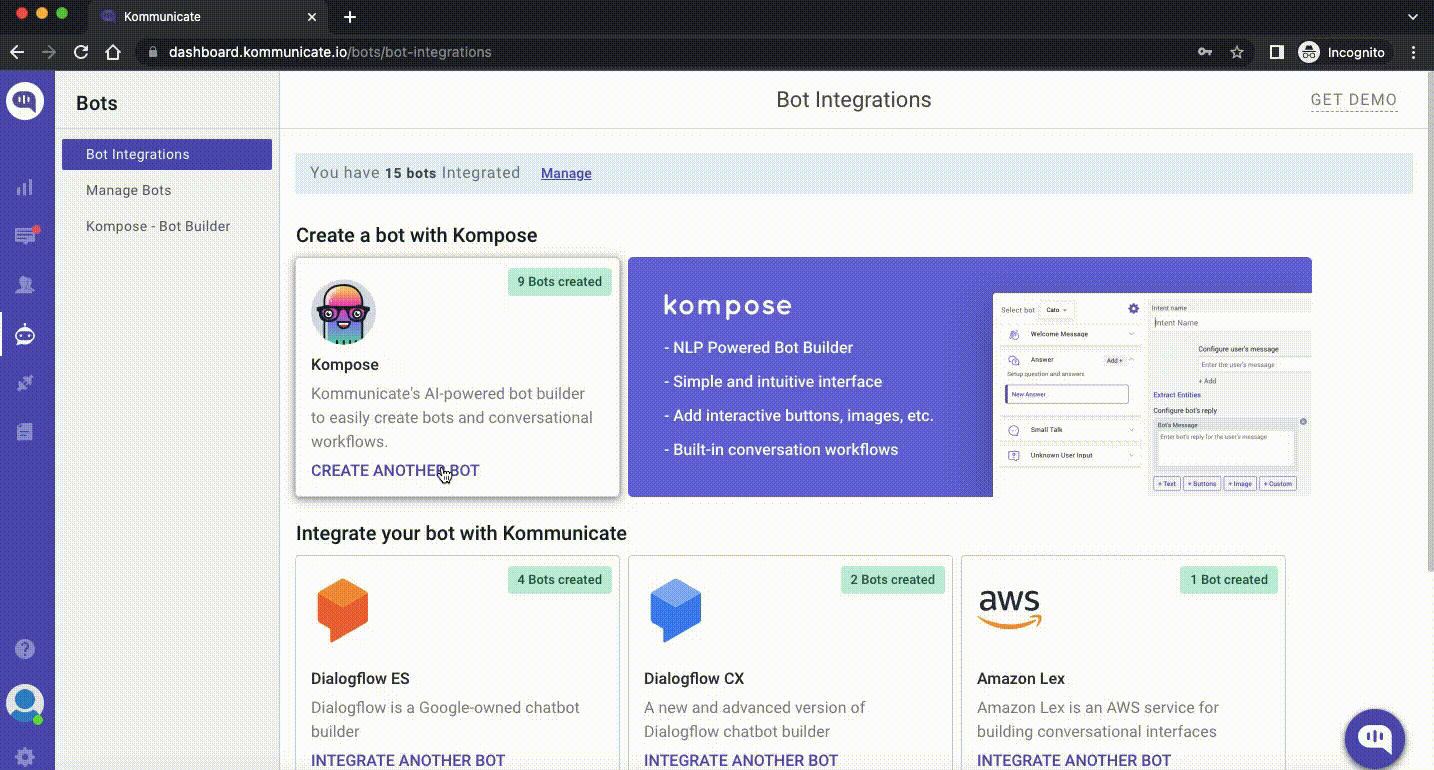 Kommunicate
dashboard.kommunicate.io/bots/bot-integrations
Incognito
Bots
Bot Integrations
Manage Bots
Kompose - Bot Builder
Bot Integrations
GET DEMO
You have 15 bots Integrated Manage
Create a bot with Kompose
9 Bots created
Kompose
Kommunicate's AI-powered bot builder
to easily create bots and conversational
workflows.
CREATE ANOTHER BOT
kompose
- NLP Powered Bot Builder
- Simple and intuitive interface
- Add interactive buttons, images, etc.
- Built-in conversation workflows
Select bot Cato
Welcome Message
Answer Add +
Setup question and answers
New Answer
Small Talk
Unknown User Input
Intent name
Intent Name
Configure user's message
Enter the user's message
+ Add
Extract Entities
Configure bot's reply
Bot's Message
Enter bot's reply for the user's message
+ Text + Buttons + Image + Custom
Integrate your bot with Kommunicate
4 Bots created
Dialogflow ES
Dialogflow is a Google-owned chatbot
builder
INTEGRATE ANOTHER BOT
2 Bots created
Dialogflow CX
A new and advanced version of
Dialogflow chatbot builder
INTEGRATE ANOTHER BOT
1 Bot created
aws
Amazon Lex
Amazon Lex is an AWS service for
building conversational interfaces
INTEGRATE ANOTHER BOT